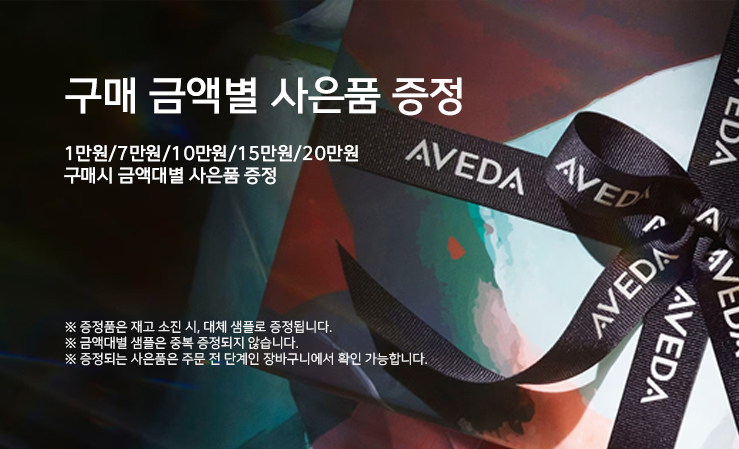 구매 금액별 사은품 증정
1만원/7만원/10만원/15만원/20만원
구매시 금액대별 사은품 증정
※ 증정품은 재고 소진 시, 대체 샘플로 증정됩니다.
※ 금액대별 샘플은 중복 증정되지 않습니다.
※ 증정되는 사은품은 주문 전 단계인 장바구니에서 확인 가능합니다.
AVEDA
AVEDA
AVEDA
AVEDA
AVEDA
AVEDA